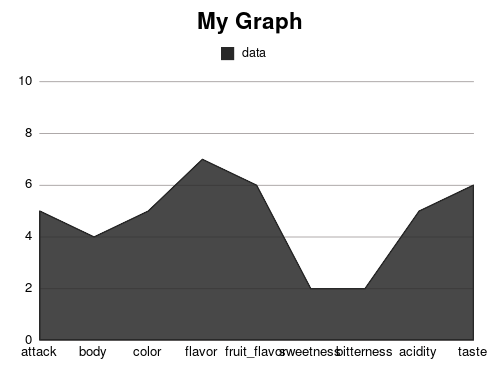 My Graph
data
10
8
6
4
2
0
attack body color flavor fruit_flavor sweetness bitterness acidity taste